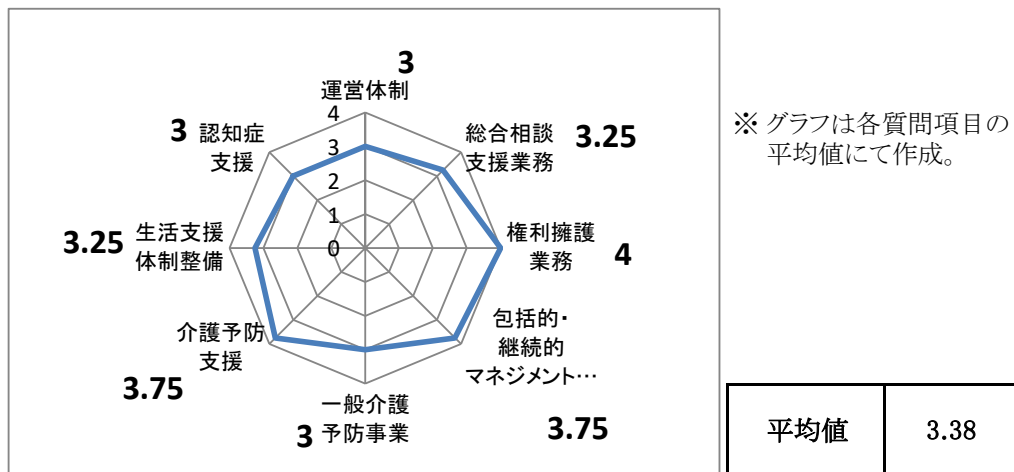 3
運営体制
総合相談
支援業務
3.25
権利擁護
業務
4
包括的・
継続的
マネジメント…
3.75
一般介護
予防事業
3
介護予防
支援
3.75
生活支援
体制整備
3.25
認知症
支援
3
4
3
2
1
0
※ グラフは各質問項目の
平均値にて作成。
平均値 3.38